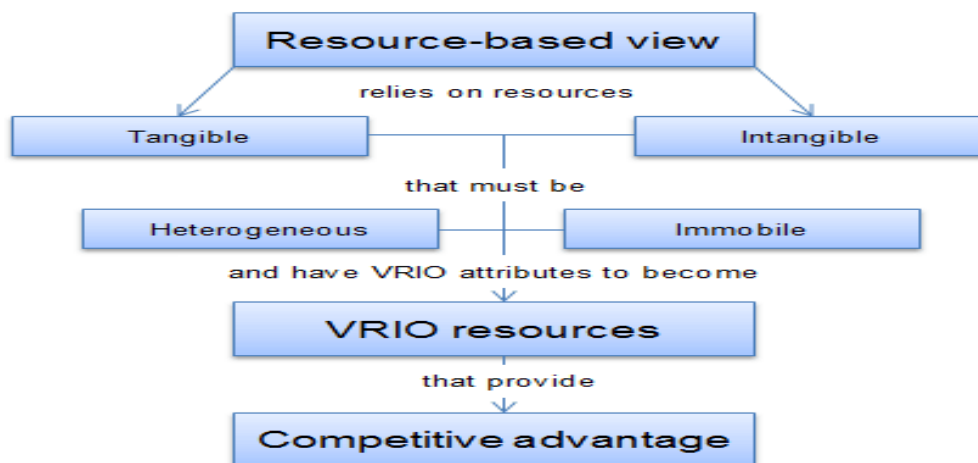 Resource-based view
relies on resources
Tangible
Intangible
that must be
Heterogeneous
Immobile
and have VRIO attributes to become
VRIO resources
that provide
Competitive advantage